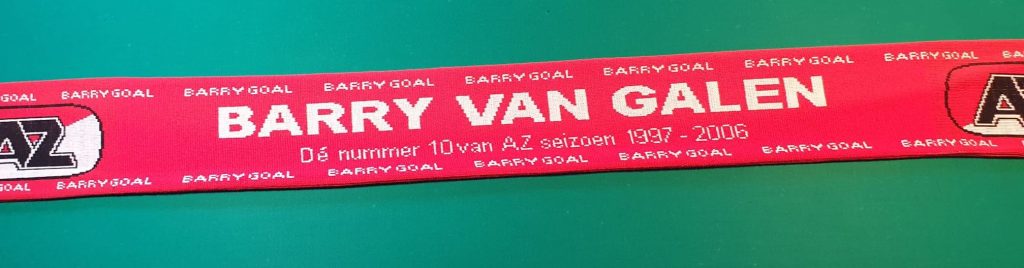 GOAL BARRY GOAL BARRY GOAL BARRY GOAL BARRY GOAL BARRY GOAL BARRY GOAL BA
BARRY VAN GALEN
AZ
AZ
Dé nummer 10 van AZ seizoen 1997 - 2006
GOAL BARRY GOAL BARRY GOAL BARRY GOAL BARRY GOAL BARRY GOAL BARRY GOAL